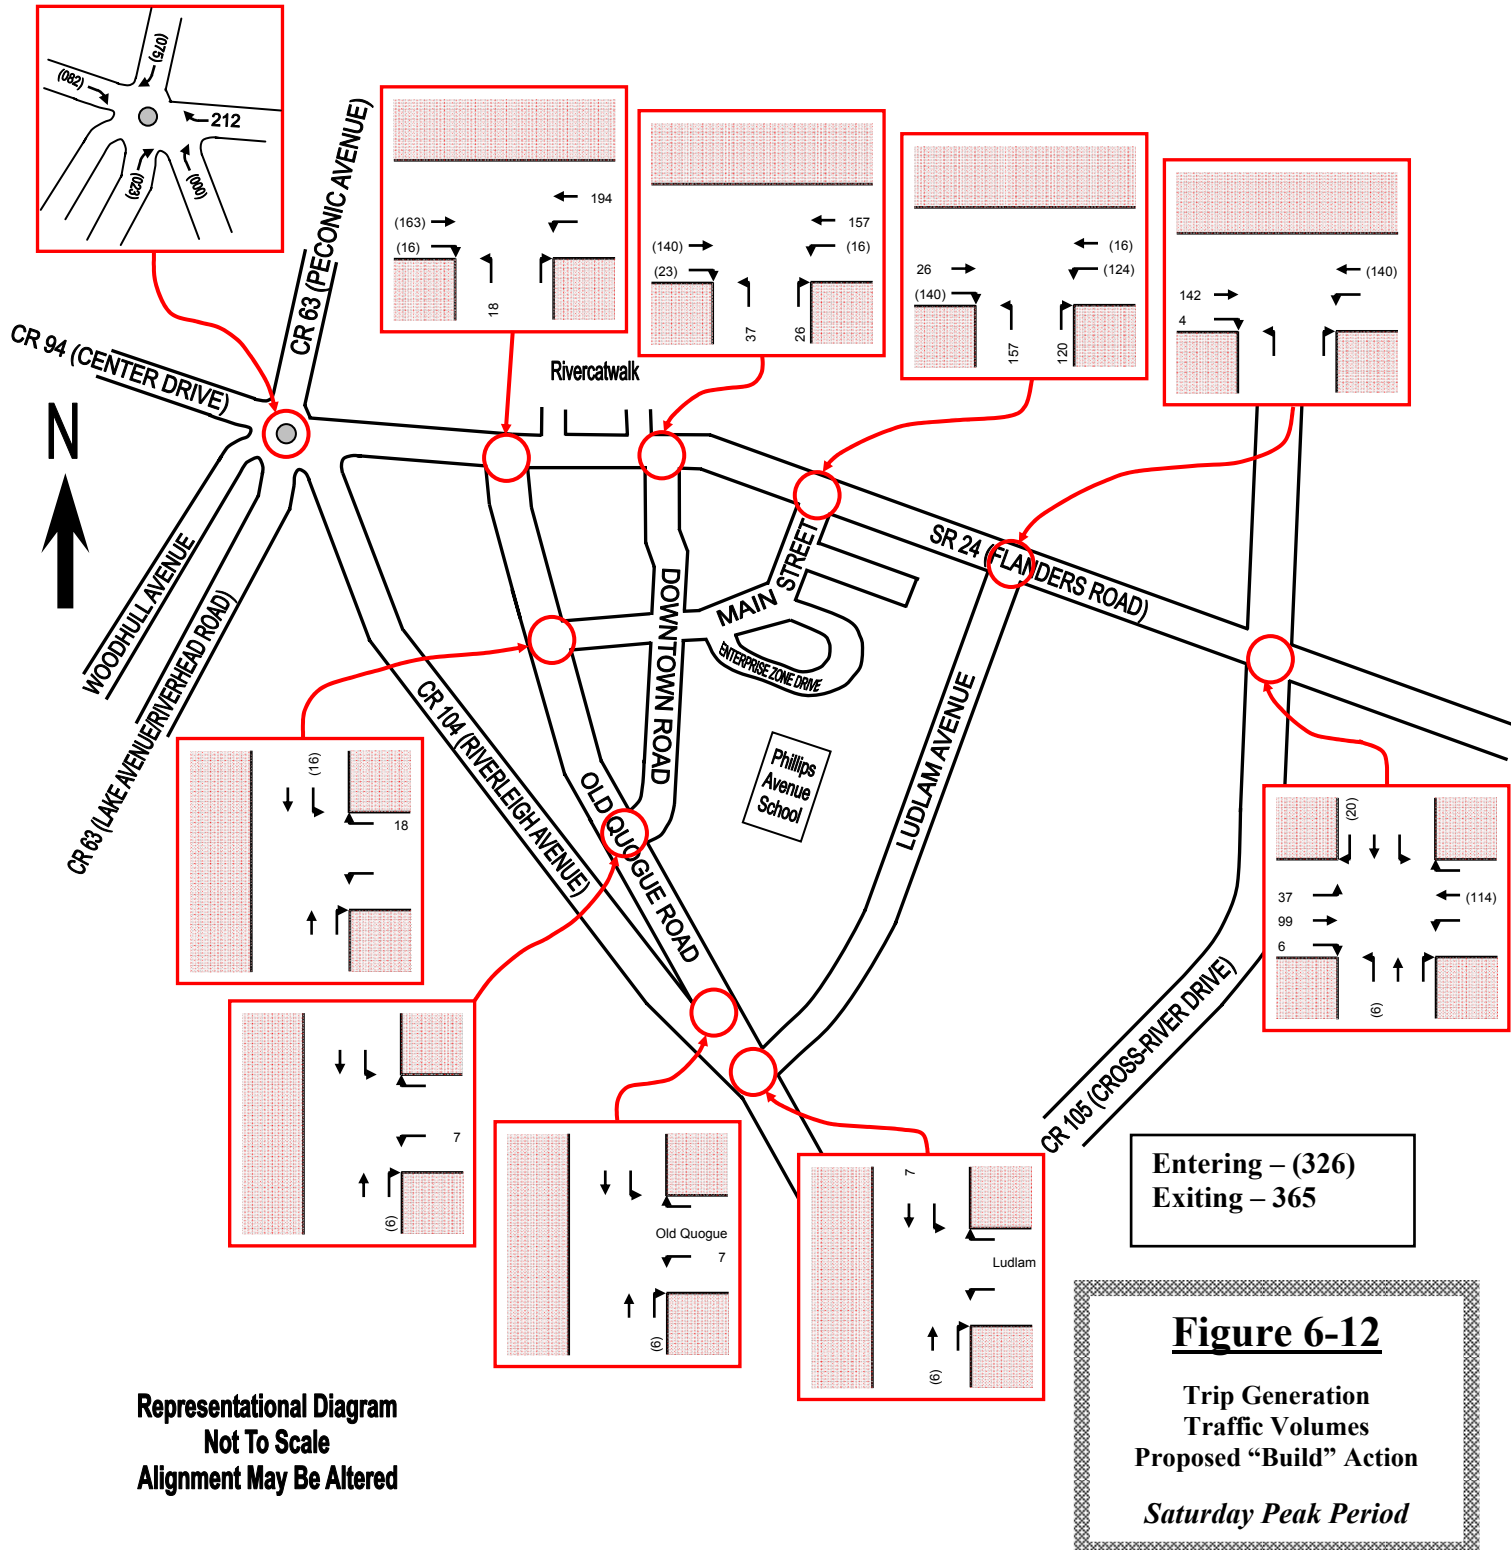 (075)
(082)
212
(023)
(000)
CR 63 (PECONIC AVENUE)
CR 94 (CENTER DRIVE)
N
194
(163)
(16)
18
157
(140)
(16)
(23)
37
26
(16)
26
(124)
(140)
157
120
(140)
142
4
Rivercatwalk
WOODHULL AVENUE
CR 63 (LAKE AVENUE/RIVERHEAD ROAD)
CR 104 (RIVERLEIGH AVENUE)
OLD QUOGUE ROAD
DOWNTOWN ROAD
MAIN STREET
ENTERPRISE ZONE DRIVE
SR 24 (FLANDERS ROAD)
LUDLAM AVENUE
Phillips
Avenue
School
CR 105 (CROSS-RIVER DRIVE)
(16)
18
7
(6)
Old Quogue
7
(6)
7
Ludlam
(6)
(20)
37
(114)
99
6
(6)
Entering – (326)
Exiting – 365
Representational Diagram
Not To Scale
Alignment May Be Altered
Figure 6-12
Trip Generation
Traffic Volumes
Proposed “Build” Action
Saturday Peak Period